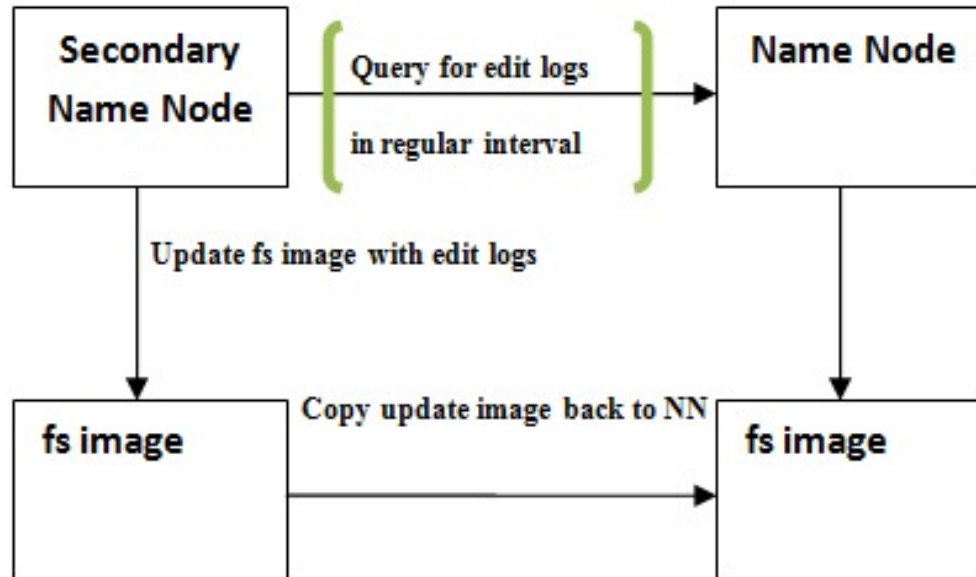 Secondary
Name Node
Query for edit logs
in regular interval
Name Node
Update fs image with edit logs
fs image
Copy update image back to NN
fs image